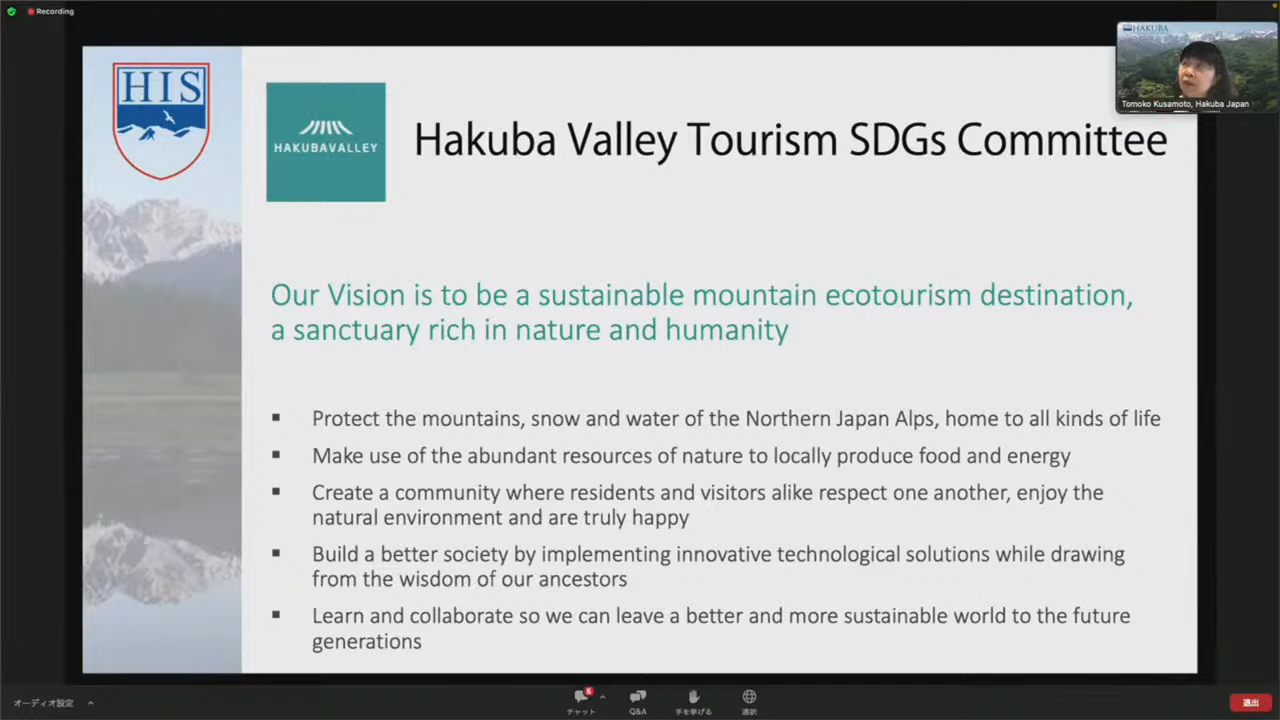 Recording
HIS
HAKUBAVALLEY
Hakuba Valley Tourism SDGs Committee
HAKUBA
Tomoko Kusamoto, Hakuba Japan
Our Vision is to be a sustainable mountain ecotourism destination,
a sanctuary rich in nature and humanity
▪ Protect the mountains, snow and water of the Northern Japan Alps, home to all kinds of life
▪ Make use of the abundant resources of nature to locally produce food and energy
▪ Create a community where residents and visitors alike respect one another, enjoy the
natural environment and are truly happy
▪ Build a better society by implementing innovative technological solutions while drawing
from the wisdom of our ancestors
▪ Learn and collaborate so we can leave a better and more sustainable world to the future
generations
オーディオ設定
6
チャット
Q&A
手を挙げる
通訳
退出